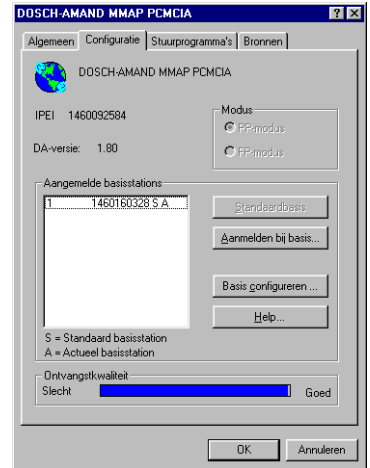 DOSCH-AMAND MMAP PCMCIA
Algemeen Configuratie Stuurprogramma's Bronnen
DOSCH-AMAND MMAP PCMCIA
IPEI 1460092584
DA-versie: 1.80
Modus
PP-modus
FP-modus
Aangemelde basisstations
1 1460160328 S A
Standaardbasis
Aanmelden bij basis...
Basis configureren ...
Help...
S = Standaard basisstation
A = Actueel basisstation
Ontvangstkwaliteit
Slecht Goed
OK Annuleren